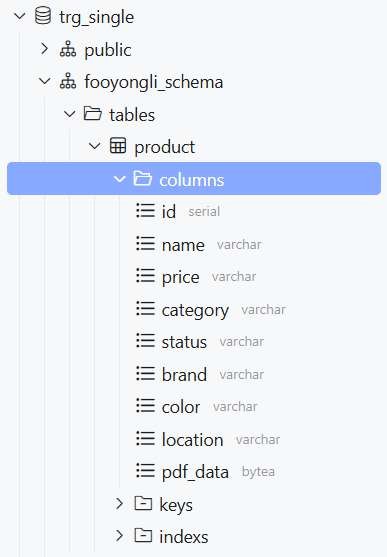 trg_single
public
fooyongli_schema
tables
product
columns
id serial
name varchar
price varchar
category varchar
status varchar
brand varchar
color varchar
location varchar
pdf_data bytea
keys
indexs